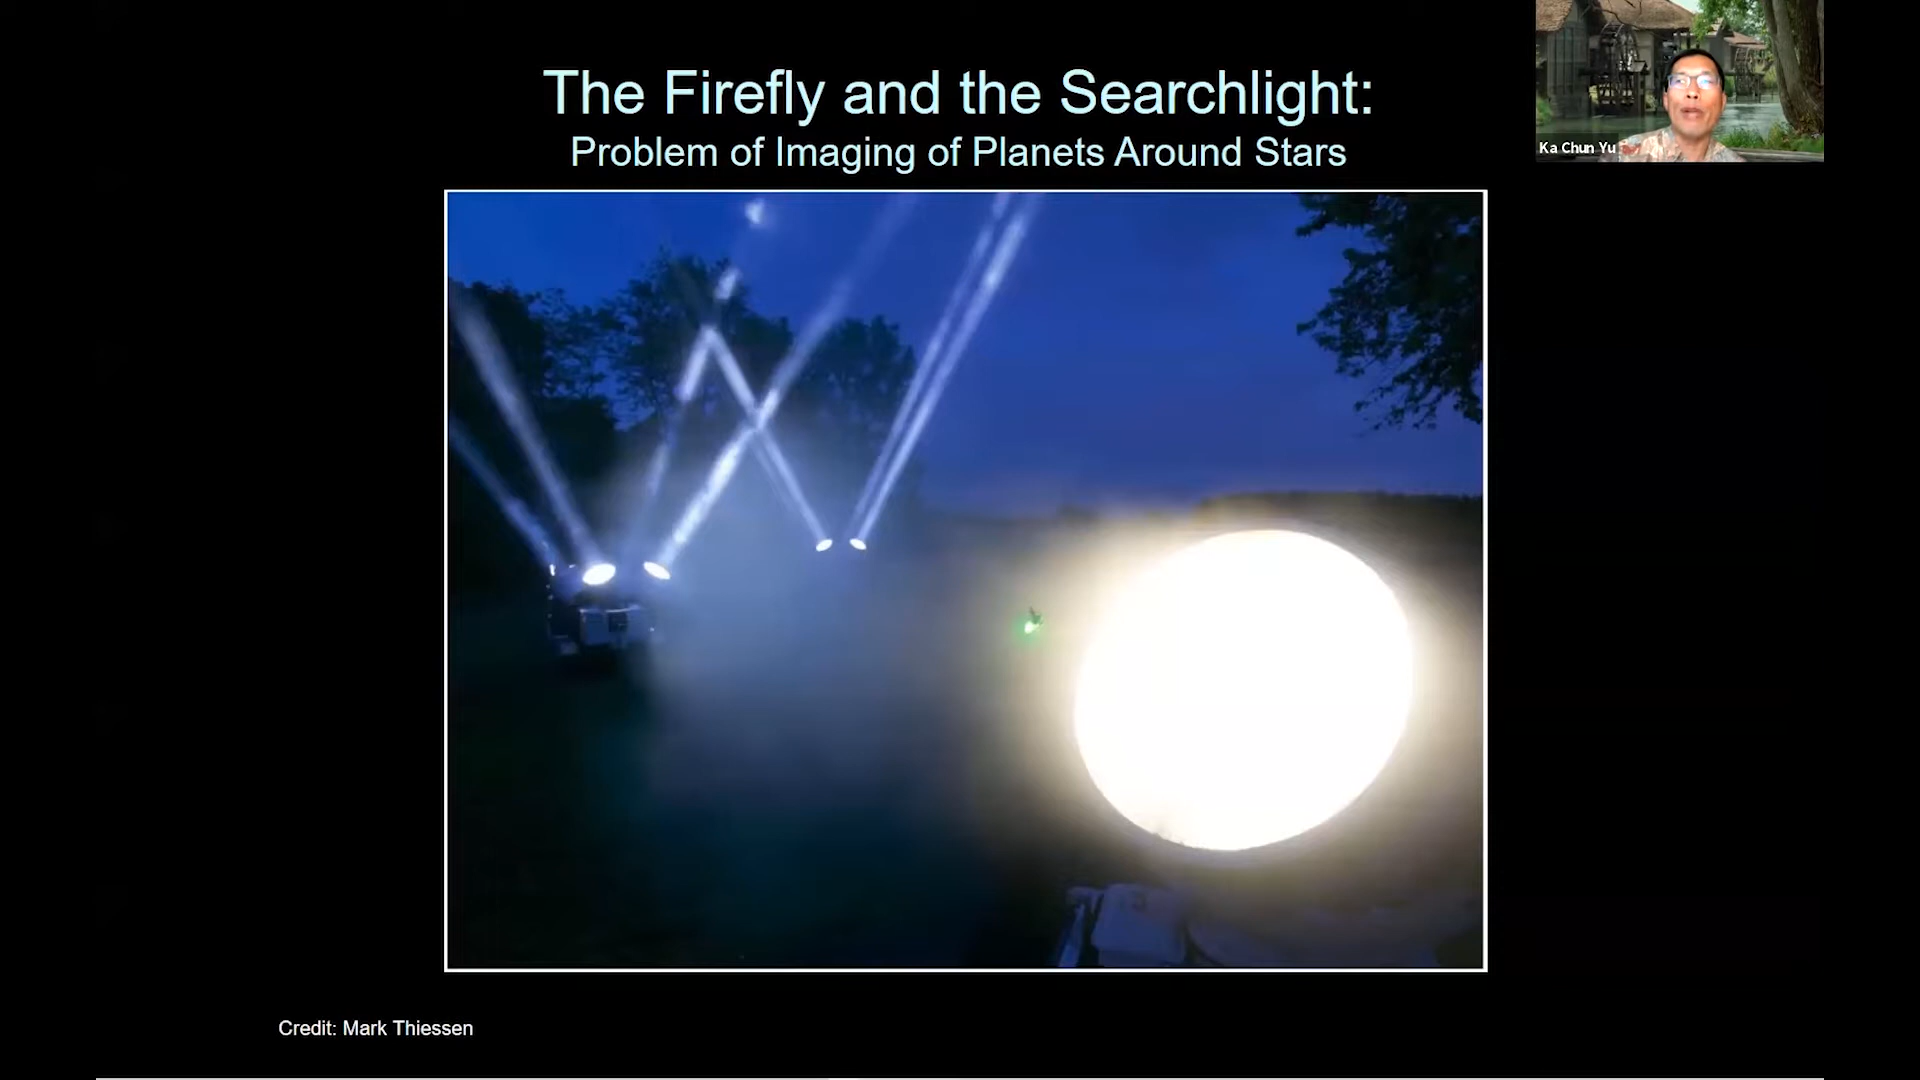 The Firefly and the Searchlight:
Problem of Imaging of Planets Around Stars
Ka Chun Yu
Credit: Mark Thiessen